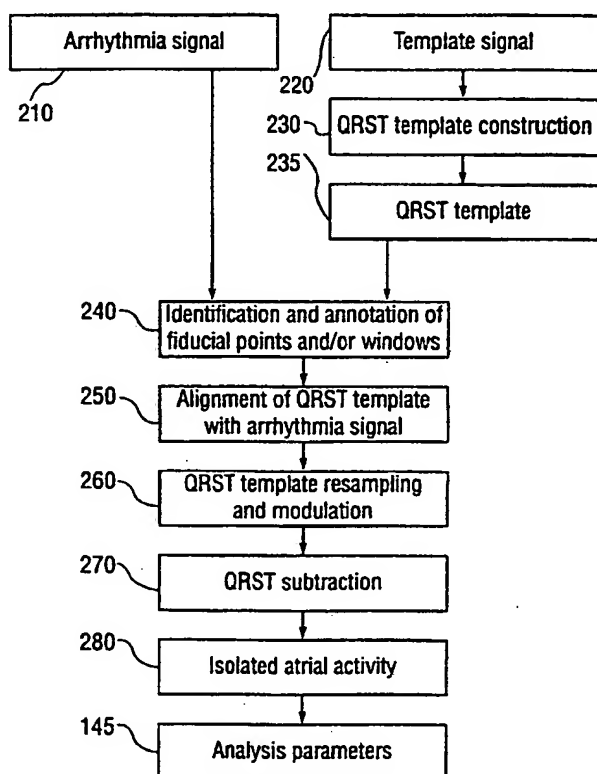 Arrhythmia signal
210
Template signal
220
230
QRST template construction
235
QRST template
240
Identification and annotation of
fiducial points and/or windows
250
Alignment of QRST template
with arrhythmia signal
260
QRST template resampling
and modulation
270
QRST subtraction
280
Isolated atrial activity
145
Analysis parameters